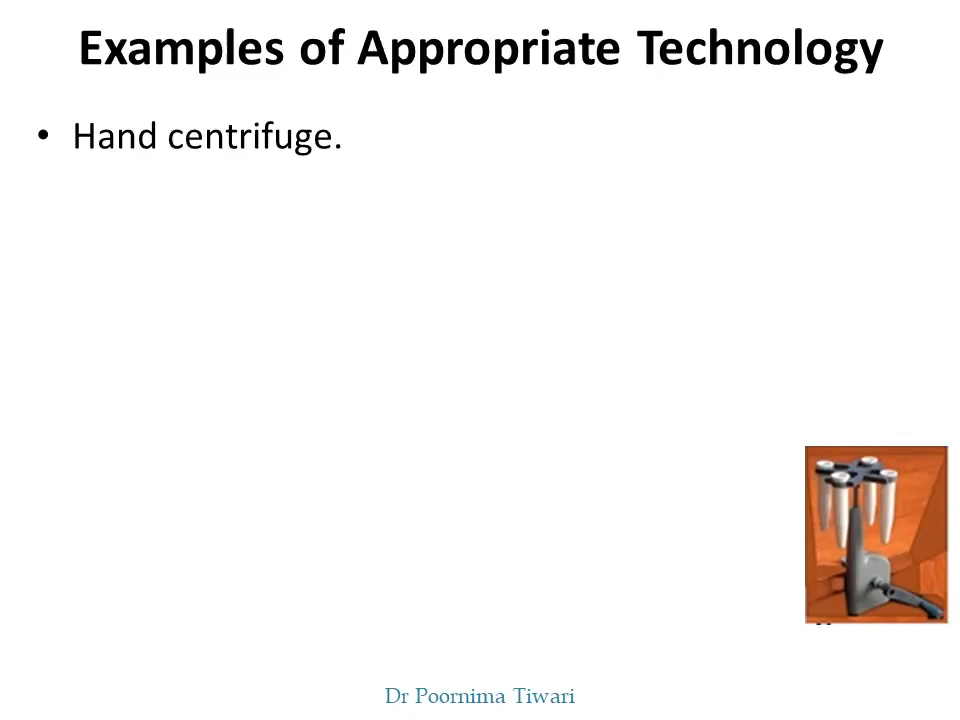 Examples of Appropriate Technology
• Hand centrifuge.
Dr Poornima Tiwari